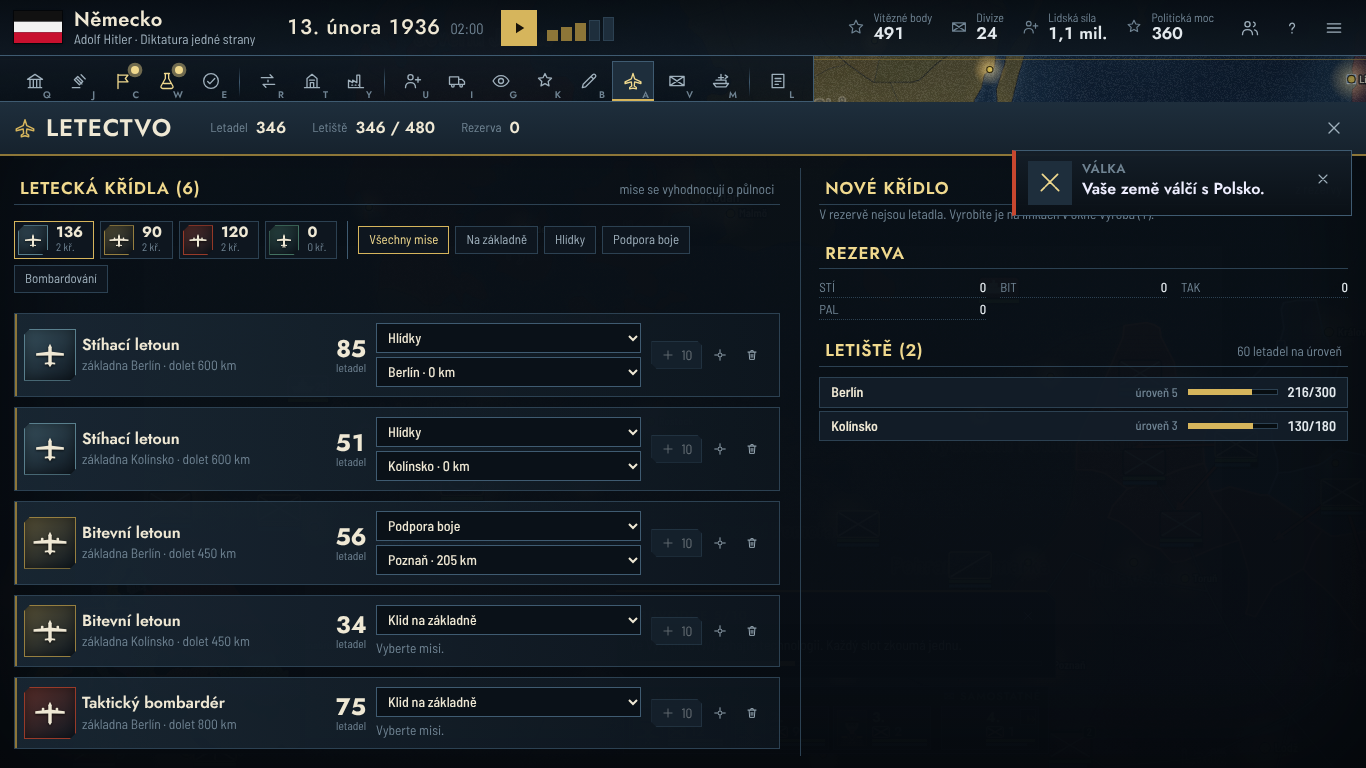 Německo
Adolf Hitler · Diktatura jedné strany
13. února 1936 02:00
Vítězné body
491
Divize
24
Lidská síla
1,1 mil.
Politická moc
360
?
Q J C W E R T Y U I G K B A V M L
LETECTVO
Letadel 346
Letiště 346 / 480
Rezerva 0
VÁLKA
Vaše země válčí s Polsko.
LETECKÁ KŘÍDLA (6)
mise se vyhodnocují o půlnoci
136
2 kř.
90
2 kř.
120
2 kř.
0
0 kř.
Všechny mise
Na základně
Hlídky
Podpora boje
Bombardování
Stíhací letoun
základna Berlín · dolet 600 km
85
letadel
Hlídky
Berlín · 0 km
10
Stíhací letoun
základna Kolínsko · dolet 600 km
51
letadel
Hlídky
Kolínsko · 0 km
10
Bitevní letoun
základna Berlín · dolet 450 km
56
letadel
Podpora boje
Poznaň · 205 km
10
Bitevní letoun
základna Kolínsko · dolet 450 km
34
letadel
Klid na základně
Vyberte misi.
10
Taktický bombardér
základna Berlín · dolet 800 km
75
letadel
Klid na základně
Vyberte misi.
10
NOVÉ KŘÍDLO
V rezervě nejsou letadla. Vyrobíte je na
REZERVA
STÍ 0
BIT 0
TAK 0
PAL 0
LETIŠTĚ (2)
60 letadel na úroveň
Berlín úroveň 5 216/300
Kolínsko úroveň 3 130/180